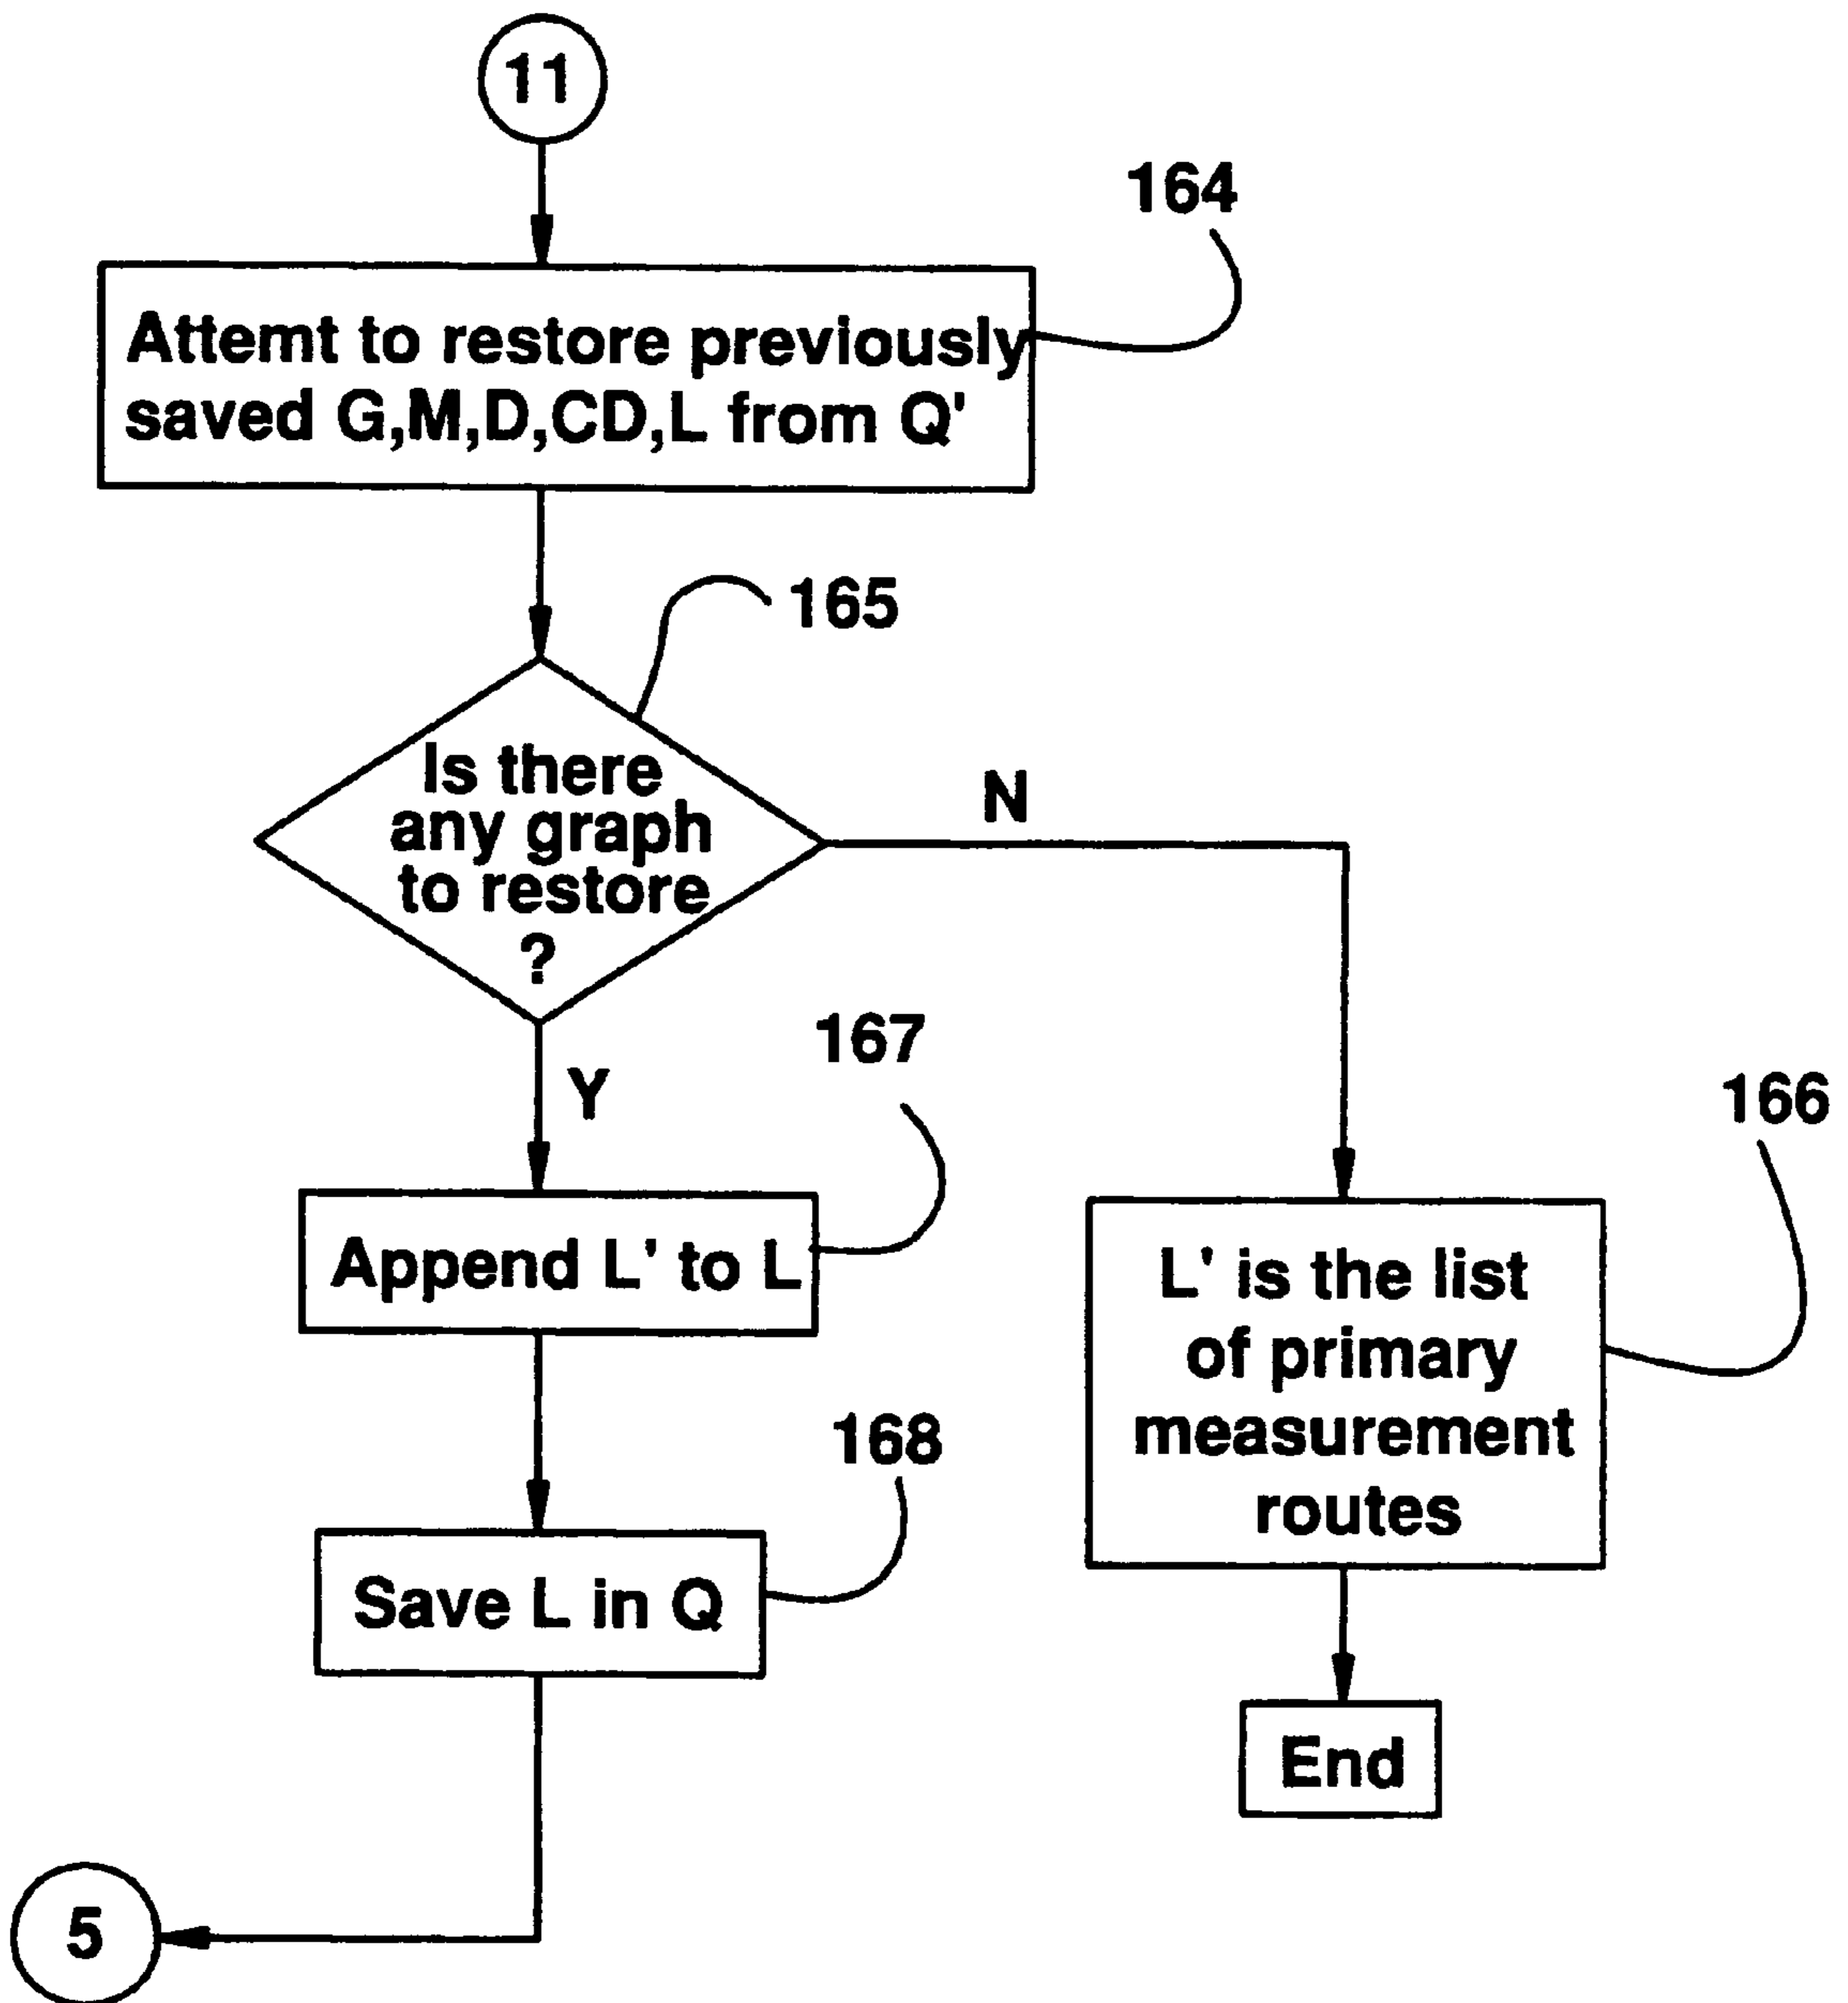 11
164
Attemt to restore previously
saved G,M,D,CD,L from Q'
165
Is there
any graph
to restore
?
N
Y
167
166
Append L' to L
L' is the list
of primary
measurement
routes
168
Save L in Q
End
5